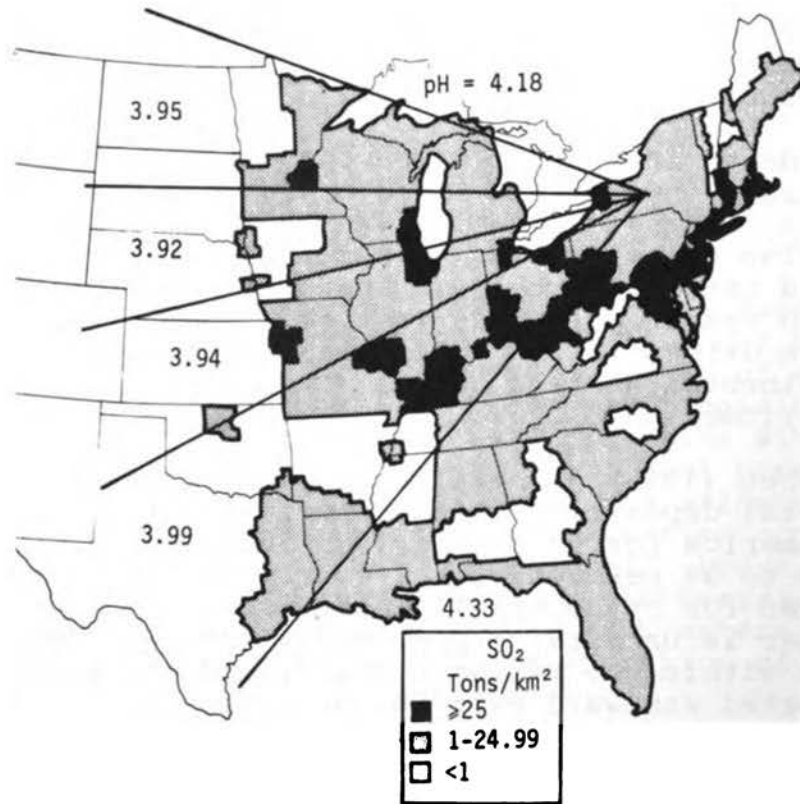 pH = 4.18
3.95
3.92
3.94
3.99
4.33
SO₂
Tons/km²
≥25
1-24.99
<1